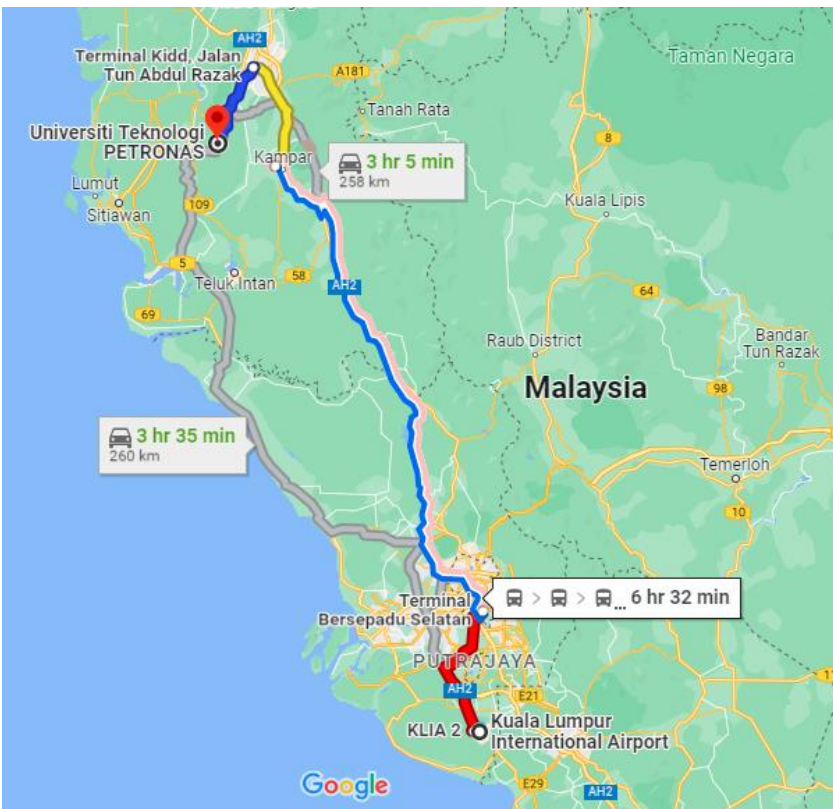 AH2
Terminal Kidd, Jalan
Tun Abdul Razak
A181
Taman Negara
Tanah Rata
Universiti Teknologi
PETRONAS
8
Kampar
3 hr 5 min
258 km
Lumut
Sitiawan
109
Kuala Lipis
5
Teluk Intan
58
AH2
64
69
Raub District
Bandar
Tun Razak
Malaysia
98
3 hr 35 min
260 km
Temerloh
10
> > ... 6 hr 32 min
Terminal
Bersepadu Selatan
PUTRAJAYA
11
AH2
E21
KLIA 2
Kuala Lumpur
International Airport
Google
E29
AH2